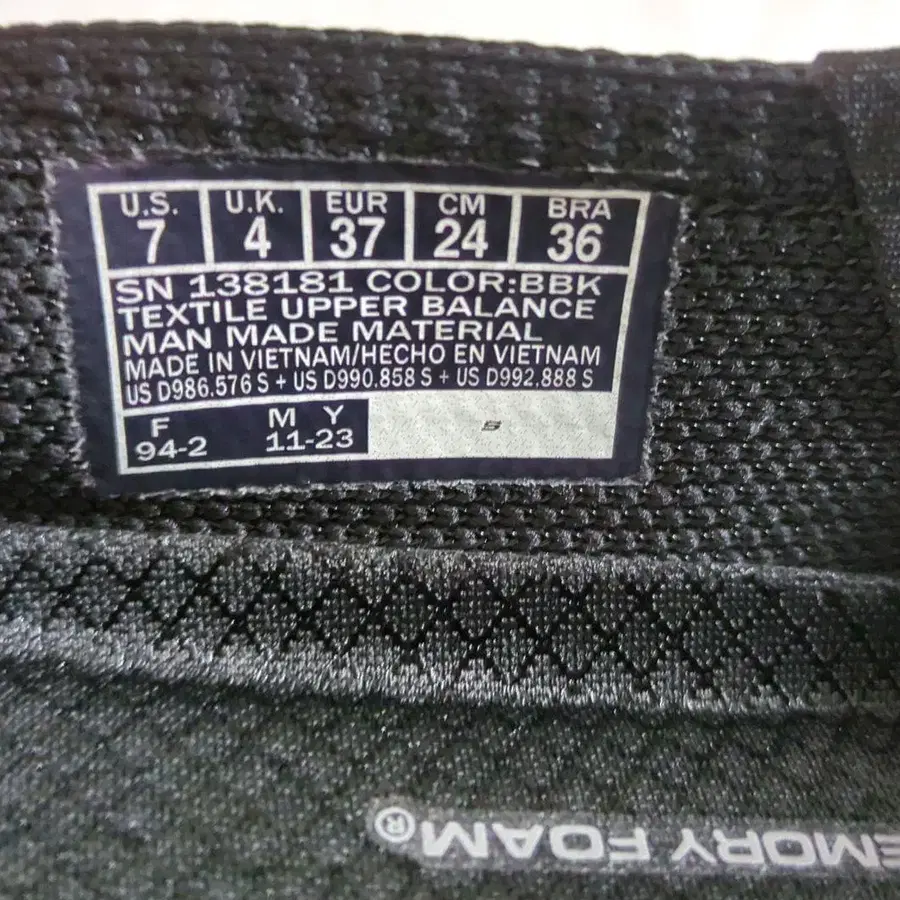 U.S. U.K. EUR CM BRA
7 4 37 24 36
SN 138181 COLOR:BBK
TEXTILE UPPER BALANCE
MAN MADE MATERIAL
MADE IN VIETNAM/HECHO EN VIETNAM
US D986.576 S + US D990.858 S + US D992.888 S
F M Y
94-2 11-23
S
EMORY FOAM®